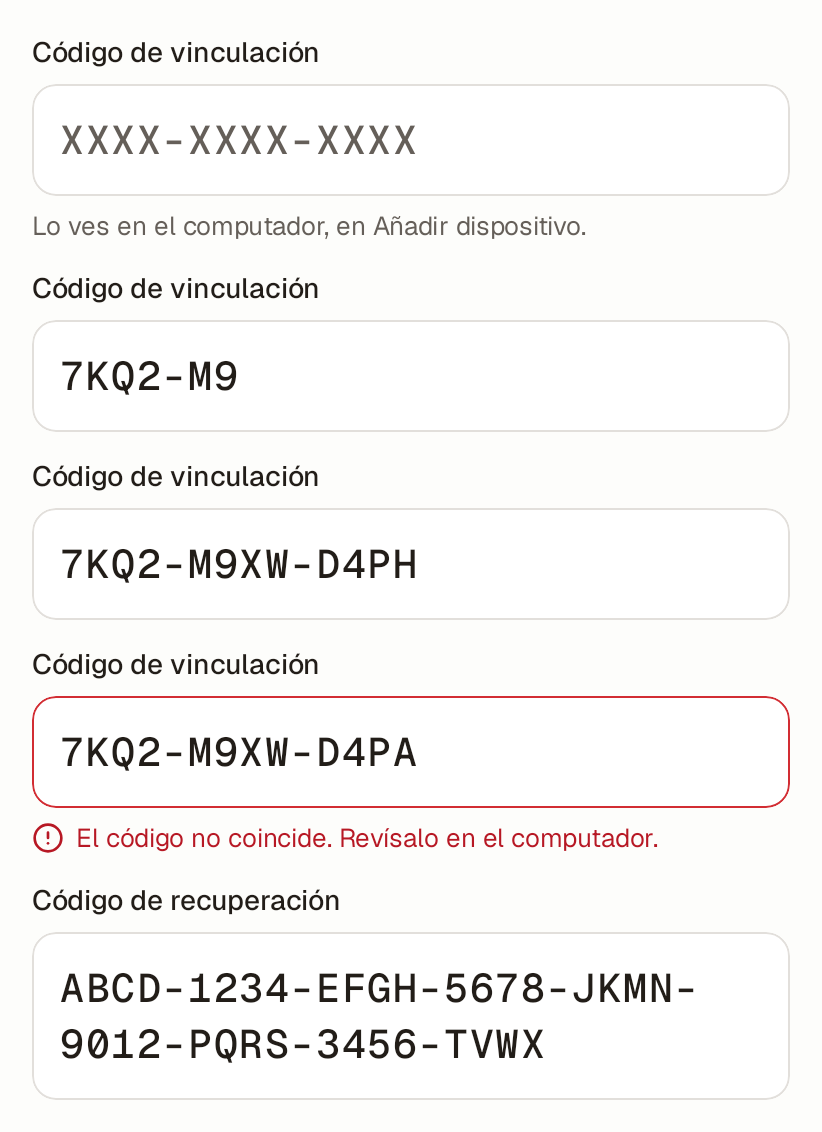 Código de vinculación
XXXX-XXXX-XXXX
Lo ves en el computador, en Añadir dispositivo.
Código de vinculación
7KQ2-M9
Código de vinculación
7KQ2-M9XW-D4PH
Código de vinculación
7KQ2-M9XW-D4PA
El código no coincide. Revísalo en el computador.
Código de recuperación
ABCD-1234-EFGH-5678-JKMN-
9012-PQRS-3456-TVWX